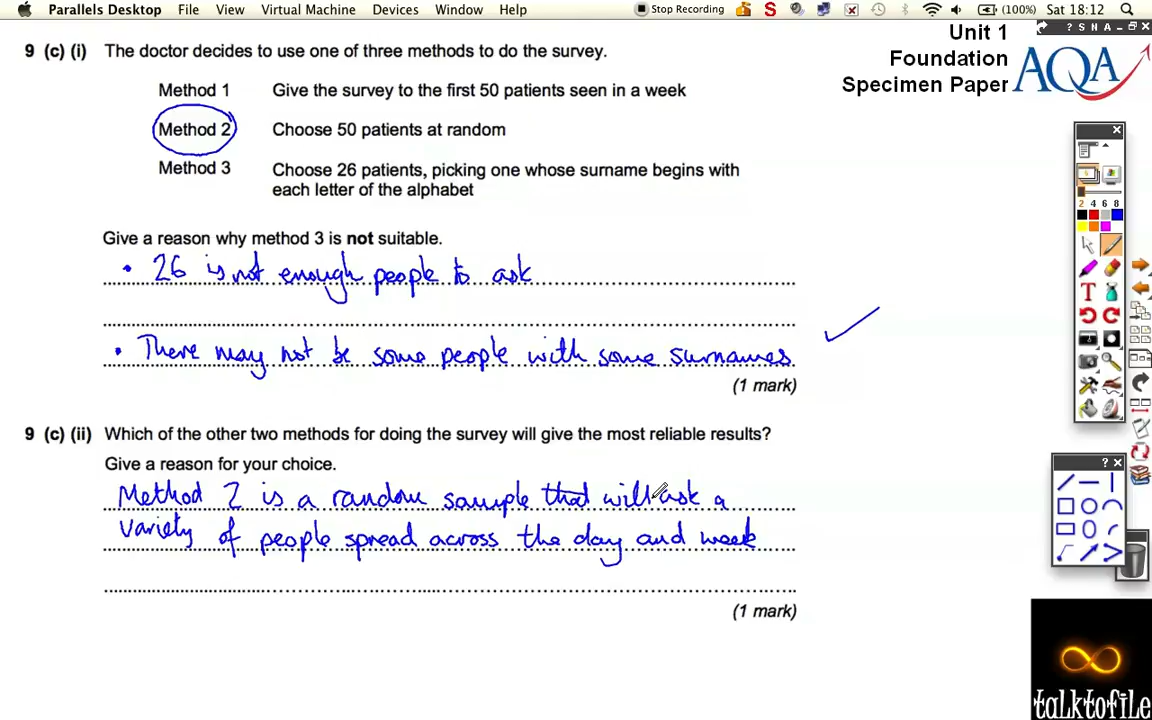 Parallels Desktop File View Virtual Machine Devices Window Help Stop Recording S (100%) Sat 18:12
Unit 1
Foundation
Specimen Paper
AQA
? S N A
9 (c) (i) The doctor decides to use one of three methods to do the survey.
Method 1 Give the survey to the first 50 patients seen in a week
Method 2 Choose 50 patients at random
Method 3 Choose 26 patients, picking one whose surname begins with
each letter of the alphabet
2 4 6 8
Give a reason why method 3 is not suitable.
• 26 is not enough people to ask
T
• There may not be some people with some surnames
(1 mark)
9 (c) (ii) Which of the other two methods for doing the survey will give the most reliable results?
Give a reason for your choice.
Method 2 is a random sample that will ask a
variety of people spread across the day and week
(1 mark)
talktofile